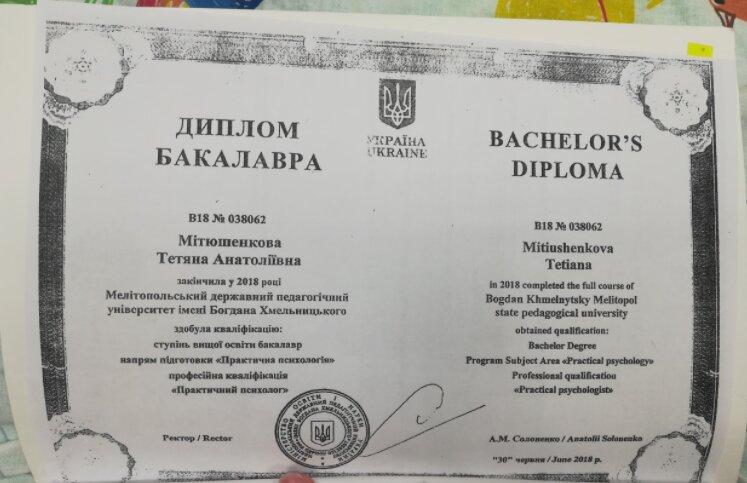 ДИПЛОМ
БАКАЛАВРА
В18 № 038062
Мітюшенкова
Тетяна Анатоліївна
закінчила у 2018 році
Мелітопольський державний педагогічний
університет імені Богдана Хмельницького
здобула кваліфікацію:
ступінь вищої освіти бакалавр
напрям підготовки «Практична психологія»
професійна кваліфікація
«Практичний психолог»
Ректор / Rector
УКРАЇНА
UKRAINE
BACHELOR'S
DIPLOMA
B18 № 038062
Mitiushenkova
Tetiana
in 2018 completed the full course of
Bogdan Khmelnytsky Melitopol
state pedagogical university
obtained qualification:
Bachelor Degree
Program Subject Area «Practical psychology»
Professional qualification
«Practical psychologist»
А.М. Солоненко / Anatolii Solonenko
"30" червня / June 2018 р.